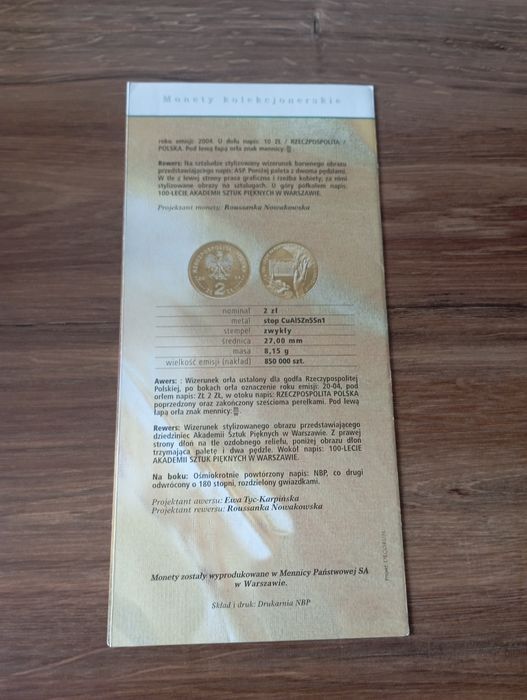 Monety kolekcjonerskie
roku emisji: 2004. U dołu napis: 10 ZŁ / RZECZPOSPOLITA /
POLSKA. Pod lewą łapą orła znak mennicy:
Rewers: Na sztaludze stylizowany wizerunek barwnego obrazu
przedstawiającego napis: ASP. Poniżej paleta z dwoma pędzlami.
W tle z lewej strony prasa graficzna i rzeźba kobiety, za nimi
stylizowane obrazy na sztalugach. U góry półkolem napis:
100-LECIE AKADEMII SZTUK PIĘKNYCH W WARSZAWIE.
Projektant monety: Roussanka Nowakowska
nominał 2 zł
metal stop CuAl5Zn5Sn1
stempel zwykły
średnica 27,00 mm
masa 8,15 g
wielkość emisji (nakład) 850 000 szt.
Awers: : Wizerunek orła ustalony dla godła Rzeczypospolitej
Polskiej, po bokach orła oznaczenie roku emisji: 20-04, pod
orłem napis: ZŁ 2 ZŁ, w otoku napis: RZECZPOSPOLITA POLSKA
poprzedzony oraz zakończony sześcioma perełkami. Pod lewą
łapą orła znak mennicy:
Rewers: Wizerunek stylizowanego obrazu przedstawiającego
dziedziniec Akademii Sztuk Pięknych w Warszawie. Z prawej
strony dłoń na tle ozdobnego reliefu, poniżej obrazu dłoń
trzymająca paletę i dwa pędzle. Wokół napis: 100-LECIE
AKADEMII SZTUK PIĘKNYCH W WARSZAWIE.
Na boku: Ośmiokrotnie powtórzony napis: NBP, co drugi
odwrócony o 180 stopni, rozdzielony gwiazdkami.
Projektant awersu: Ewa Tyc-Karpińska
Projektant rewersu: Roussanka Nowakowska
Monety zostały wyprodukowane w Mennicy Państwowej SA
w Warszawie.
Skład i druk: Drukarnia NBP